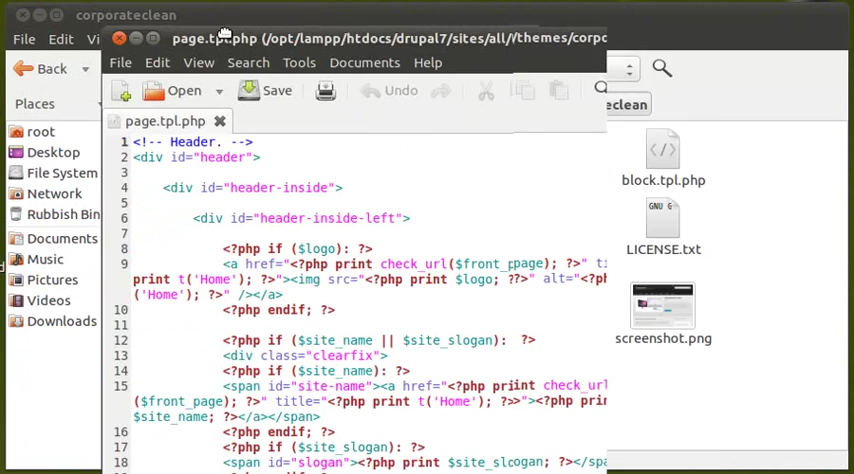 corporateclean
page.tpl.php (/opt/lampp/htdocs/drupal7/sites/all/themes/corpo
File Edit Vi
File Edit View Search Tools Documents Help
Back
Open Save Undo
Places
eclean
page.tpl.php
root
Desktop
File System
Network
Rubbish Bin
Documents
Music
Pictures
Videos
Downloads
1 <!-- Header. -->
2 <div id="header">
3
4 <div id="header-inside">
5
6 <div id="header-inside-left">
7
8 <?php if ($logo): ?>
9 <a href="<?php print check_url($front_page); ?>" ti
print t('Home'); ?>"><img src="<?php print $logo; ??>" alt="<?p
('Home'); ?>" /></a>
10 <?php endif; ?>
11
12 <?php if ($site_name || $site_slogan): ?>
13 <div class="clearfix">
14 <?php if ($site_name): ?>
15 <span id="site-name"><a href="<?php priint check_url
($front_page); ?>" title="<?php print t('Home'); ?>>"><?php prin
$site_name; ?></a></span>
16 <?php endif; ?>
17 <?php if ($site_slogan): ?>
18 <span id="slogan"><?php print $site_slcogan; ?></sp
block.tpl.php
GNU
LICENSE.txt
screenshot.png